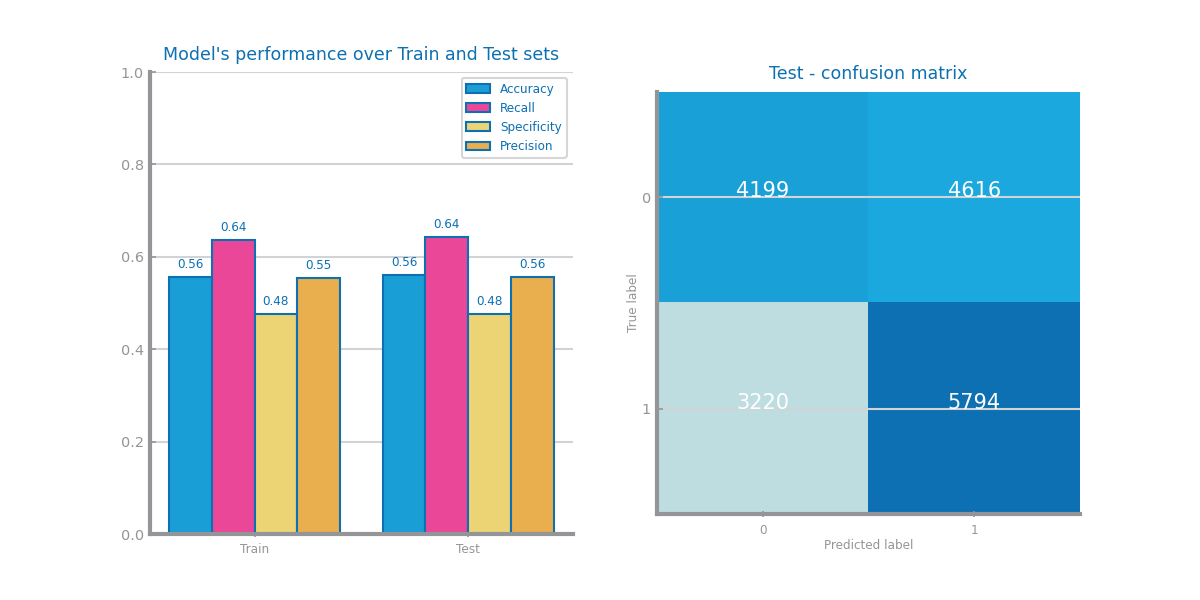 Model's performance over Train and Test sets
1.0
0.8
0.6
0.4
0.2
0.0
Accuracy
Recall
Specificity
Precision
0.56
0.64
0.48
0.55
0.56
0.64
0.48
0.56
Train
Test
Test - confusion matrix
True label
0
1
4199 4616
3220 5794
0 1
Predicted label